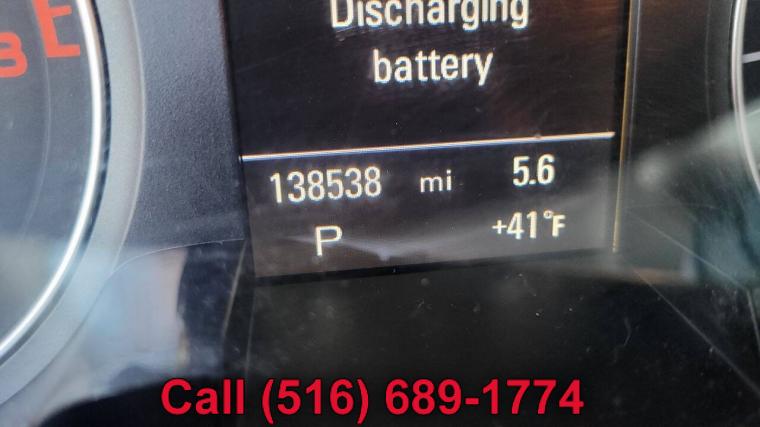 Discharging
battery
138538 mi 5.6
P +41°F
Call (516) 689-1774